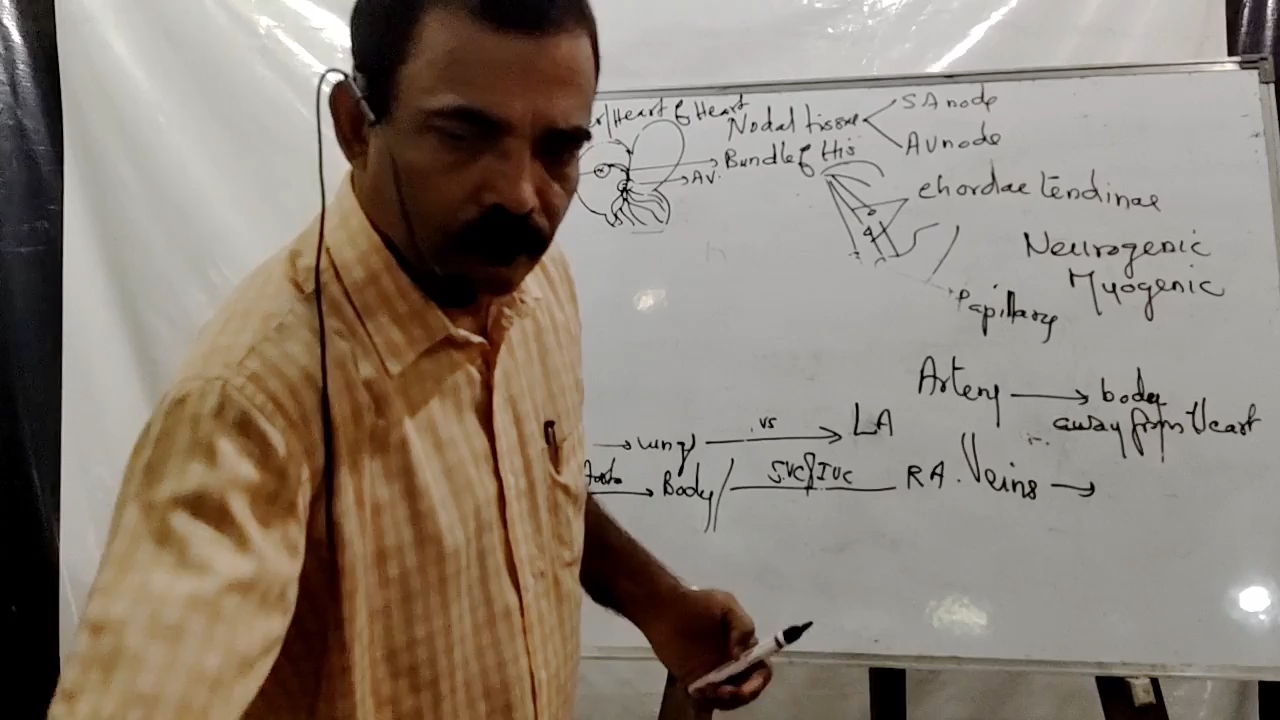 r/Heart of Heart
Nodal tissue
SA node
AV node
Bundle of His
AV.
chordae tendinae
Neurogenic
Myogenic
Papillary
Artery → body
away from Heart
→ lungs → LA
→ Body / SVC & IVC RA.
Veins →